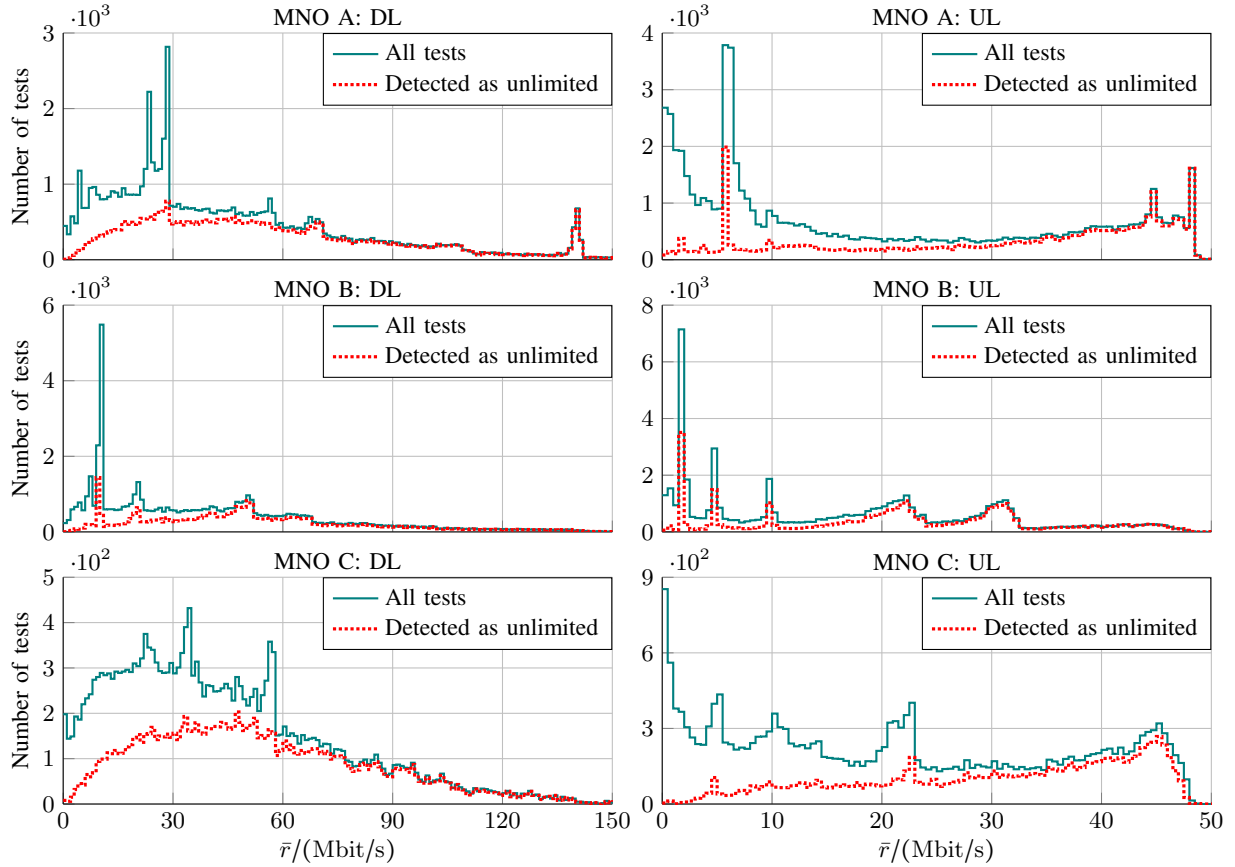 ·10³
MNO A: DL
3
2
1
0
Number of tests
All tests
Detected as unlimited
·10³
MNO A: UL
4
3
2
1
0
All tests
Detected as unlimited
·10³
MNO B: DL
6
4
2
0
Number of tests
All tests
Detected as unlimited
·10³
MNO B: UL
8
6
4
2
0
All tests
Detected as unlimited
·10²
MNO C: DL
5
4
3
2
1
0
Number of tests
All tests
Detected as unlimited
0 30 60 90 120 150
r̄/(Mbit/s)
·10²
MNO C: UL
9
6
3
0
All tests
Detected as unlimited
0 10 20 30 40 50
r̄/(Mbit/s)